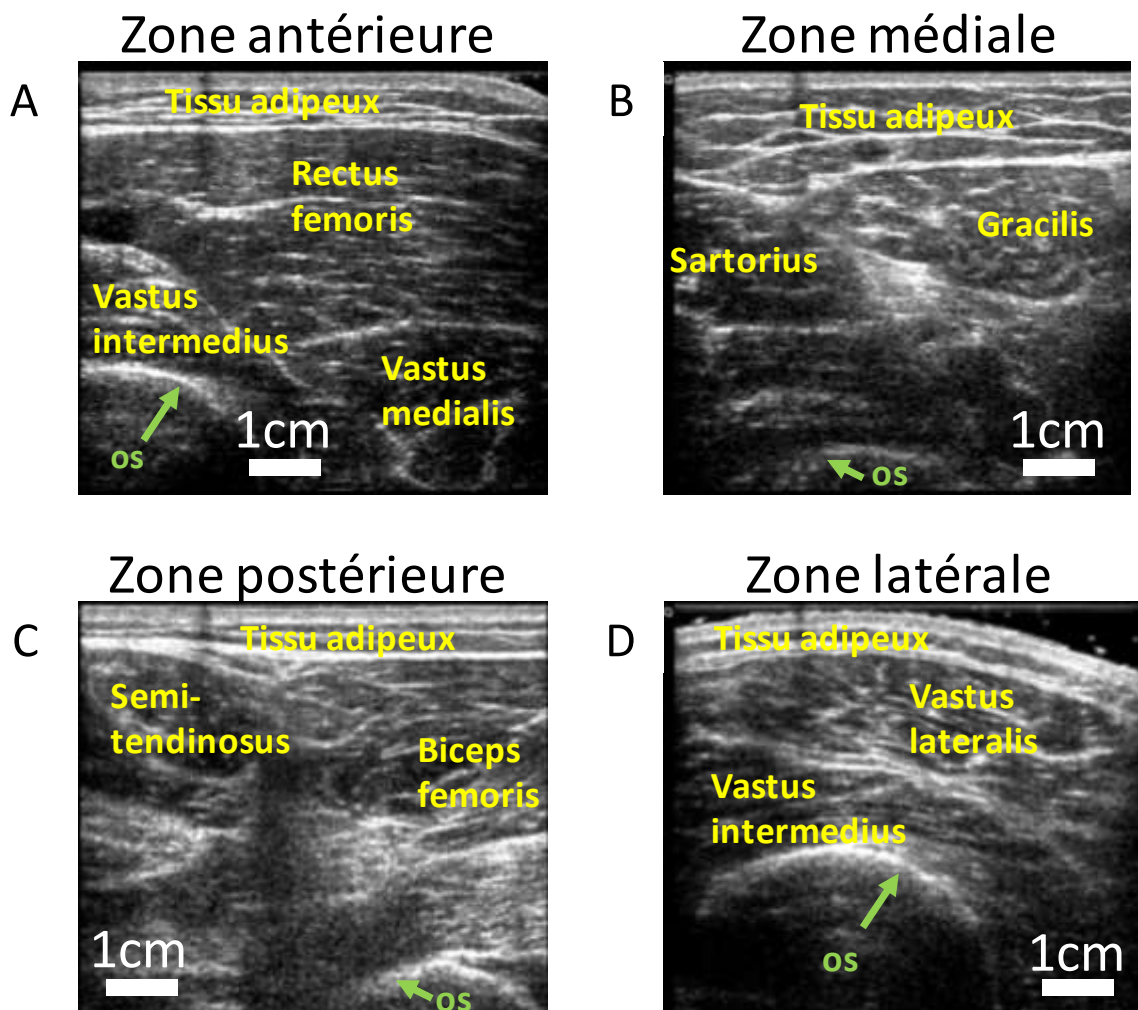 Zone antérieure
A
Tissu adipeux
Rectus
femoris
Vastus
intermedius
Vastus
medialis
os
1cm
Zone médiale
B
Tissu adipeux
Gracilis
Sartorius
1cm
os
Zone postérieure
C
Tissu adipeux
Semi-
tendinosus
Biceps
femoris
1cm
os
Zone latérale
D
Tissu adipeux
Vastus
lateralis
Vastus
intermedius
os
1cm